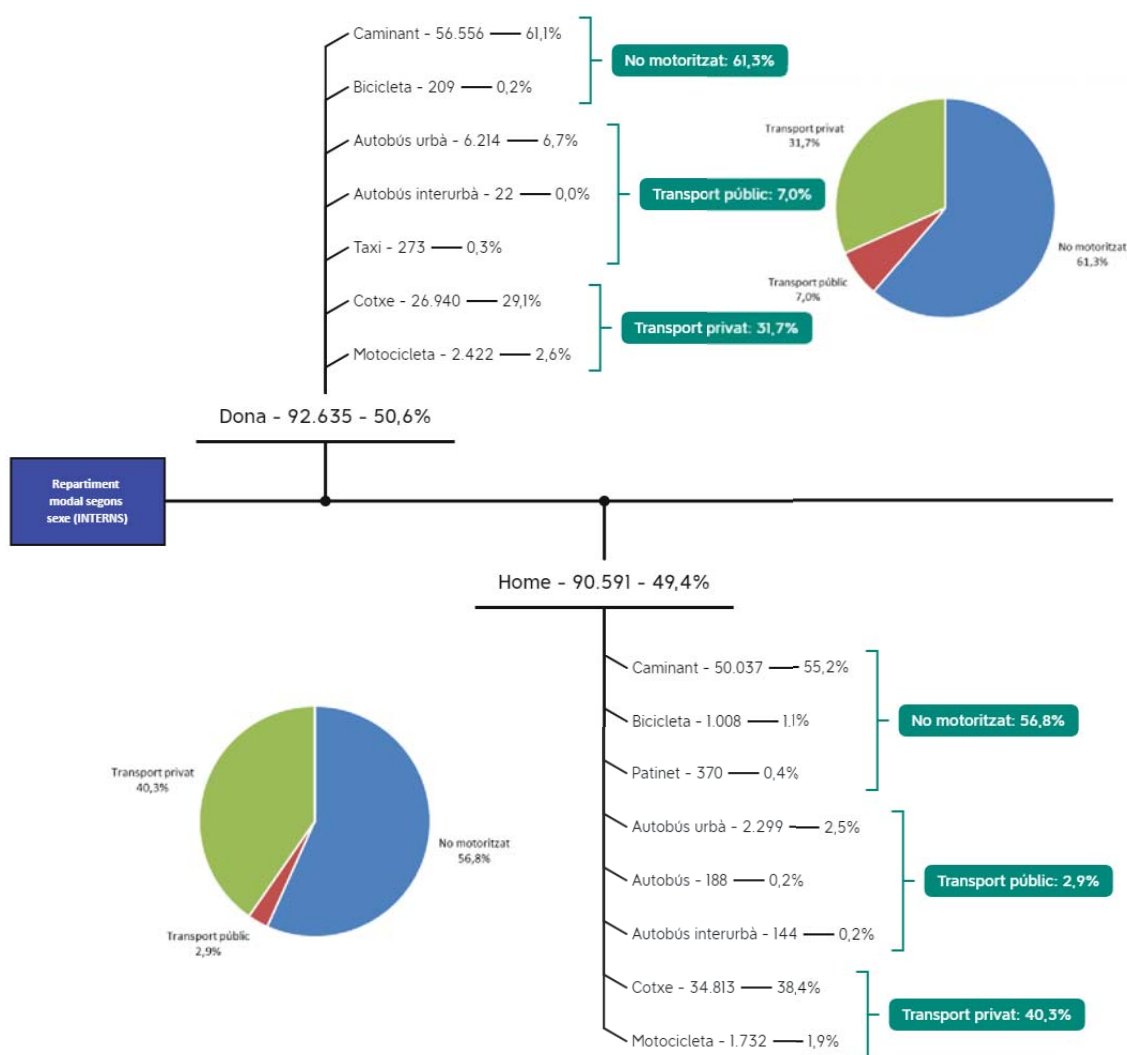 Caminant - 56.556 61,1%
No motoritzat: 61,3%
Bicicleta - 209 0,2%
Autobús urbà - 6.214 6,7%
Autobús interurbà - 22 0,0%
Transport públic: 7,0%
Taxi - 273 0,3%
Cotxe - 26.940 29,1%
Transport privat: 31,7%
Motocicleta - 2.422 2,6%
Transport privat
31,7%
No motoritzat
61,3%
Transport públic
7,0%
Dona - 92.635 - 50,6%
Repartiment
modal segons
sexe (INTERNS)
Home - 90.591 - 49,4%
Caminant - 50.037 55,2%
Bicicleta - 1.008 1.1%
No motoritzat: 56,8%
Patinet - 370 0,4%
Autobús urbà - 2.299 2,5%
Autobús - 188 0,2%
Transport públic: 2,9%
Autobús interurbà - 144 0,2%
Cotxe - 34.813 38,4%
Transport privat: 40,3%
Motocicleta - 1.732 1,9%
Transport privat
40,3%
No motoritzat
56,8%
Transport públic
2,9%